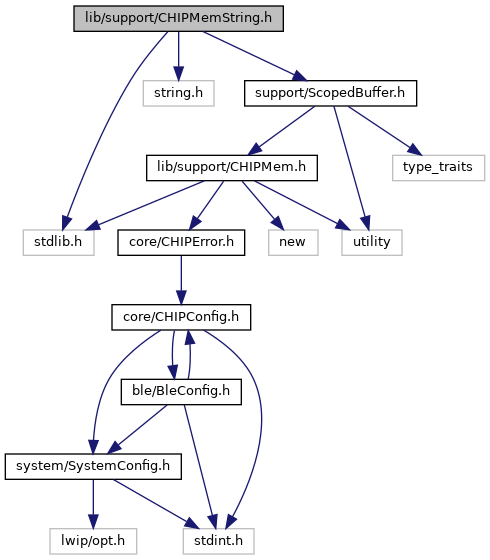 lib/support/CHIPMemString.h
string.h
support/ScopedBuffer.h
lib/support/CHIPMem.h
type_traits
stdlib.h
core/CHIPError.h
new
utility
core/CHIPConfig.h
ble/BleConfig.h
system/SystemConfig.h
lwip/opt.h
stdint.h